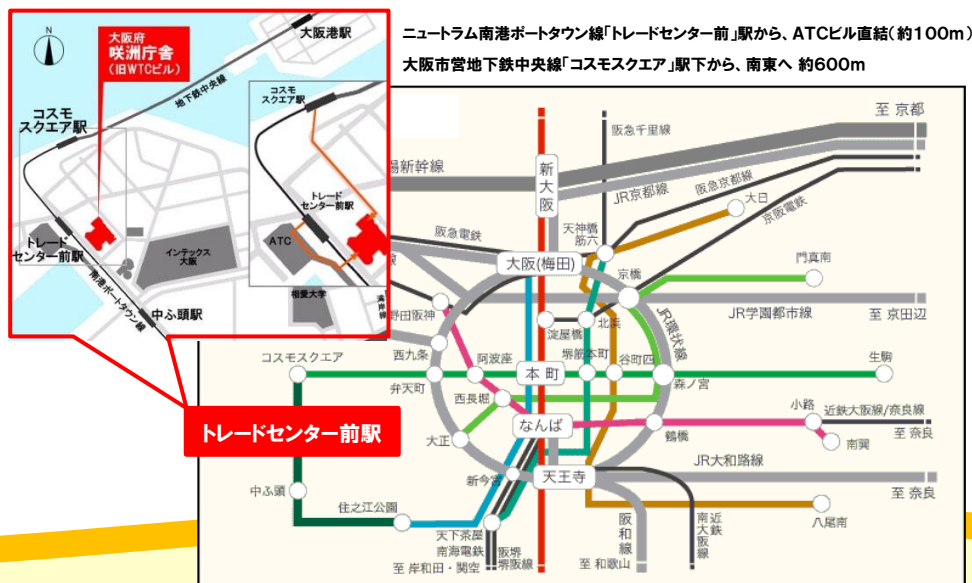 ニュートラム南港ポートタウン線「トレードセンター前」駅から、ATCビル直結(約100m)
大阪市営地下鉄中央線「コスモスクエア」駅下から、南東へ 約600m
N
大阪府
咲洲庁舎
(旧WTCビル)
大阪港駅
地下鉄中央線
コスモ
スクエア駅
コスモ
スクエア駅
トレード
センター前駅
ATC
トレード
センター前駅
インテックス
大阪
相愛大学
南港ポートタウン線
中ふ頭駅
トレードセンター前駅
至 京都
阪急千里線
陽新幹線
新大阪
JR京都線
阪急京都線
大日
京阪電鉄
天神橋
筋六
阪急電鉄
大阪(梅田)
京橋
門真南
線
野田阪神
淀屋橋
北浜
JR環状線
JR学園都市線
至 京田辺
西九条
コスモスクエア
阿波座
本町
堺筋本町
谷町四
生駒
弁天町
森ノ宮
西長堀
小路
近鉄大阪線/奈良線
なんば
至 奈良
大正
鶴橋
南巽
JR大和路線
新今宮
天王寺
中ふ頭
至 奈良
住之江公園
八尾南
天下茶屋
南海電鉄
阪堺
堺阪線
阪和線
近鉄
南大阪線
至 岸和田・関空
至 和歌山